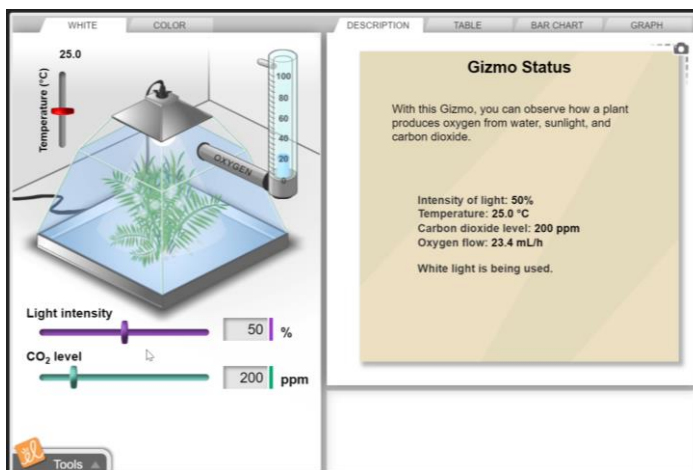 WHITE
COLOR
DESCRIPTION
TABLE
BAR CHART
GRAPH
25.0
Temperature (°C)
100
80
60
40
20
0
OXYGEN
Light intensity
50 %
CO₂ level
200 ppm
el
Tools
Gizmo Status
With this Gizmo, you can observe how a plant
produces oxygen from water, sunlight, and
carbon dioxide.
Intensity of light: 50%
Temperature: 25.0 °C
Carbon dioxide level: 200 ppm
Oxygen flow: 23.4 mL/h
White light is being used.